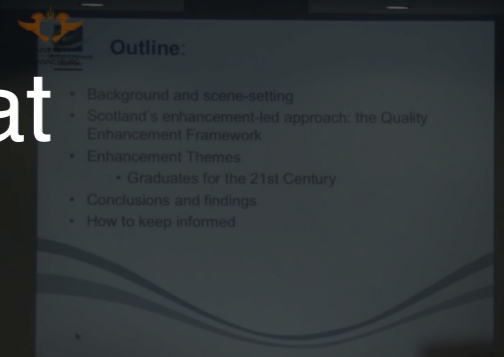 Outline:
at
• Background and scene-setting
• Scotland's enhancement-led approach: the Quality
Enhancement Framework
• Enhancement Themes
• Graduates for the 21st Century
• Conclusions and findings
• How to keep informed